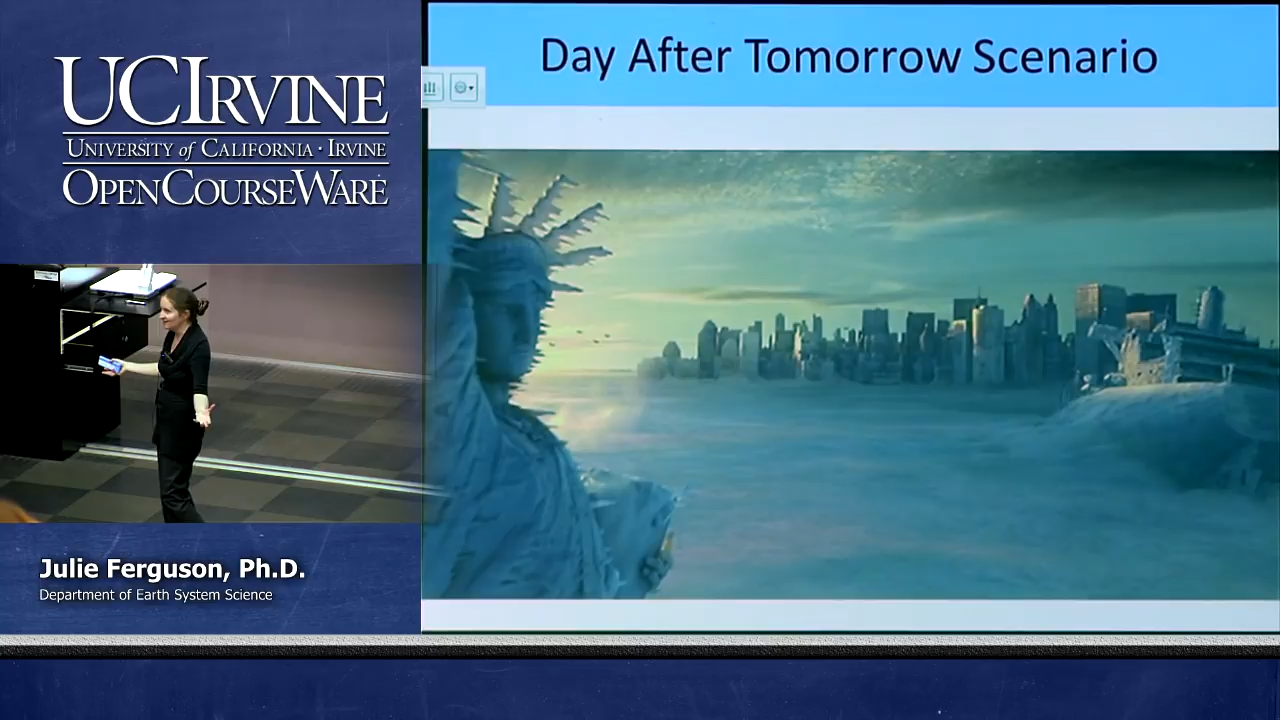 UCIRVINE
UNIVERSITY of CALIFORNIA · IRVINE
OPENCOURSEWARE
Julie Ferguson, Ph.D.
Department of Earth System Science
Day After Tomorrow Scenario